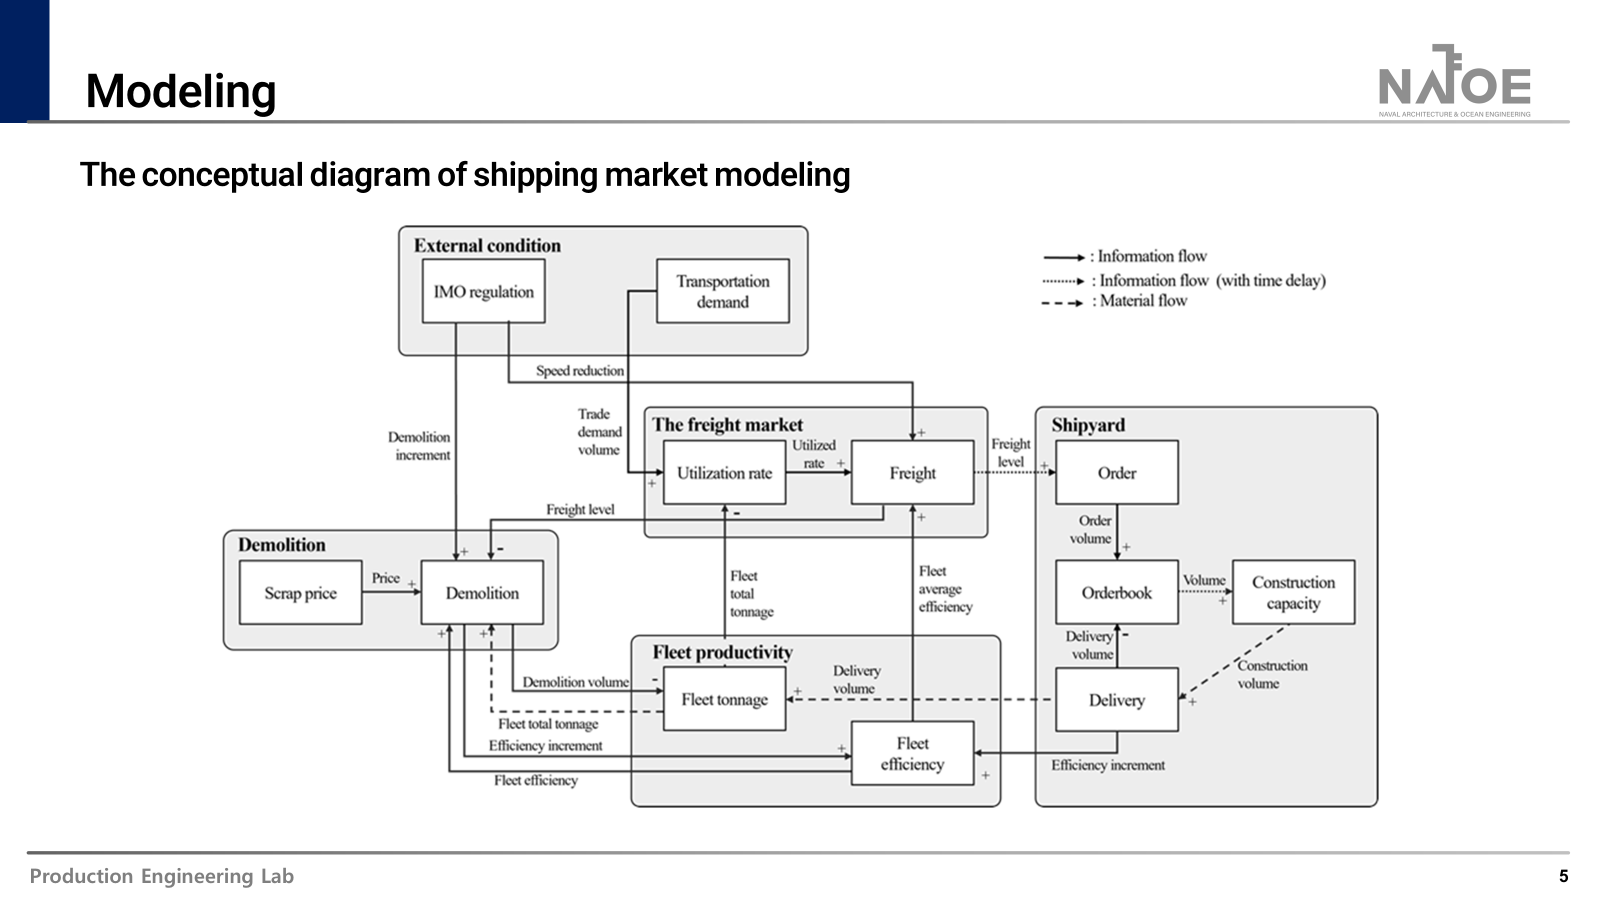 Modeling
NAOE
NAVAL ARCHITECTURE & OCEAN ENGINEERING
The conceptual diagram of shipping market modeling
External condition
IMO regulation
Transportation
demand
: Information flow
: Information flow (with time delay)
: Material flow
Speed reduction
Demolition
increment
Trade
demand
volume
+
The freight market
Utilization rate
Utilized
rate
+
Freight
+
Freight
level
+
Shipyard
Order
Order
volume
+
Freight level
-
+
Demolition
Scrap price
Price
+
Demolition
+
-
Fleet
total
tonnage
Fleet
average
efficiency
Orderbook
Volume
+
Construction
capacity
Delivery
volume
-
Construction
volume
+
Delivery
+
+
Fleet productivity
Demolition volume
-
Fleet tonnage
+
Delivery
volume
Fleet total tonnage
Efficiency increment
+
Fleet
efficiency
+
Efficiency increment
Fleet efficiency
Production Engineering Lab
5